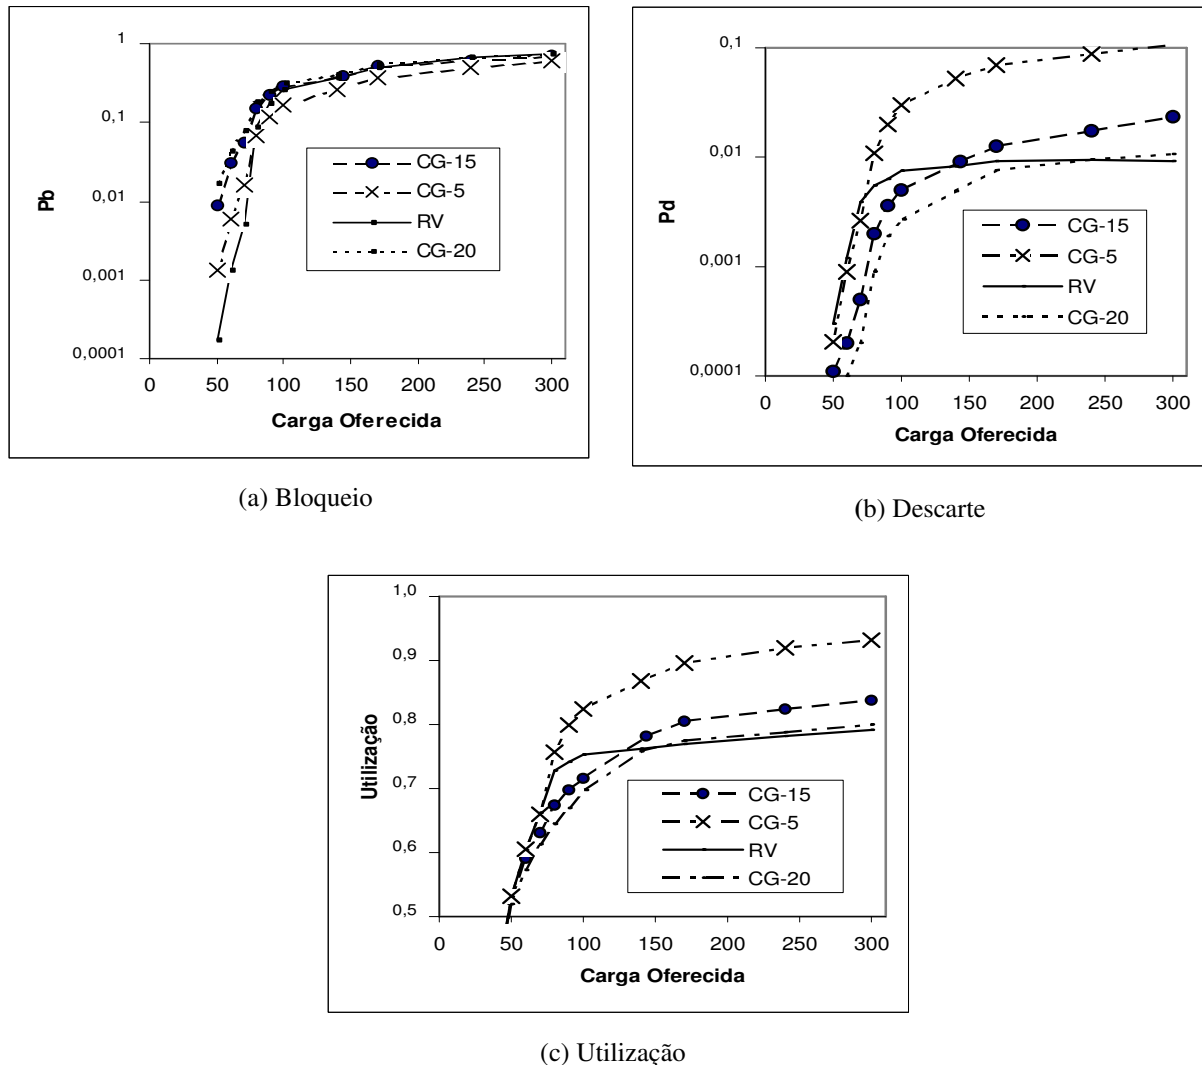 1
0,1
0,01
0,001
0,0001
Pb
0 50 100 150 200 250 300
Carga Oferecida
CG-15
CG-5
RV
CG-20
(a) Bloqueio
0,1
0,01
0,001
0,0001
Pd
0 50 100 150 200 250 300
Carga Oferecida
CG-15
CG-5
RV
CG-20
(b) Descarte
1,0
0,9
0,8
0,7
0,6
0,5
Utilização
0 50 100 150 200 250 300
Carga Oferecida
CG-15
CG-5
RV
CG-20
(c) Utilização